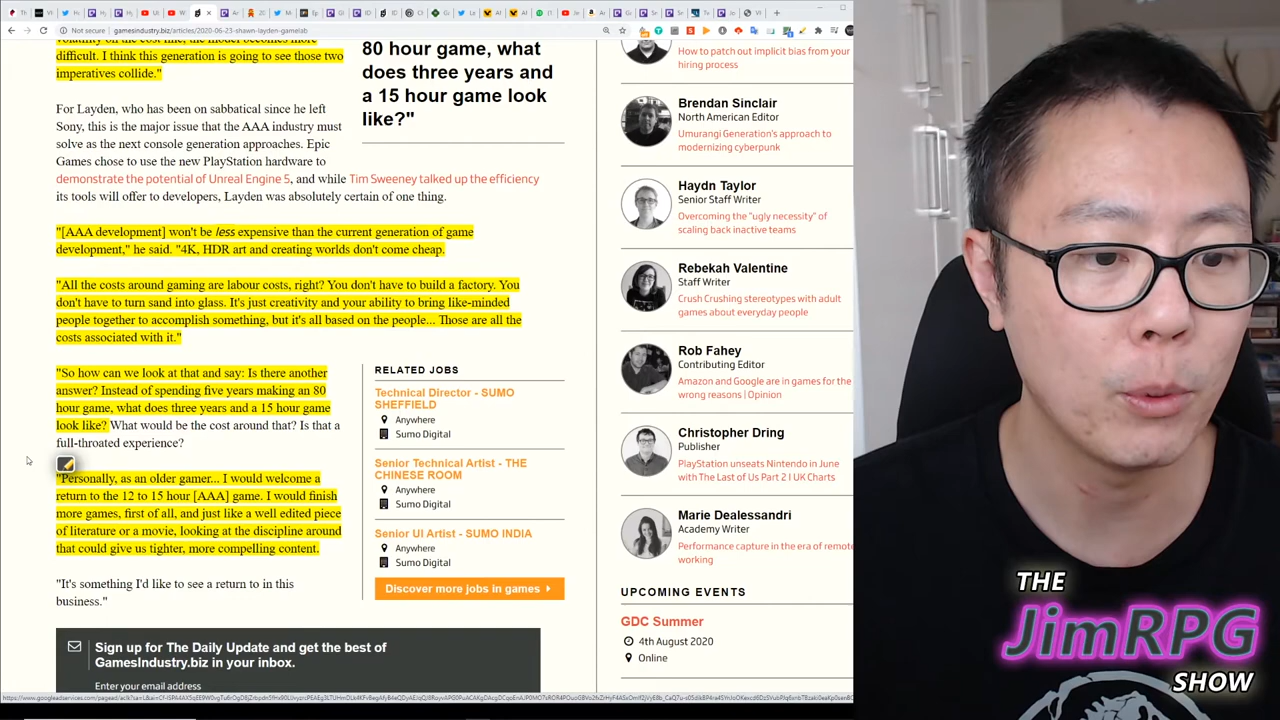 Not secure | gamesindustry.biz/articles/2020-06-23-shawn-layden-gamelab
difficult. I think this generation is going to see those two
imperatives collide."
80 hour game, what
does three years and
a 15 hour game look
like?"
For Layden, who has been on sabbatical since he left
Sony, this is the major issue that the AAA industry must
solve as the next console generation approaches. Epic
Games chose to use the new PlayStation hardware to
demonstrate the potential of Unreal Engine 5, and while Tim Sweeney talked up the efficiency
its tools will offer to developers, Layden was absolutely certain of one thing.
"[AAA development] won't be less expensive than the current generation of game
development," he said. "4K, HDR art and creating worlds don't come cheap.
"All the costs around gaming are labour costs, right? You don't have to build a factory. You
don't have to turn sand into glass. It's just creativity and your ability to bring like-minded
people together to accomplish something, but it's all based on the people... Those are all the
costs associated with it."
"So how can we look at that and say: Is there another
answer? Instead of spending five years making an 80
hour game, what does three years and a 15 hour game
look like? What would be the cost around that? Is that a
full-throated experience?
"Personally, as an older gamer... I would welcome a
return to the 12 to 15 hour [AAA] game. I would finish
more games, first of all, and just like a well edited piece
of literature or a movie, looking at the discipline around
that could give us tighter, more compelling content.
"It's something I'd like to see a return to in this
business."
RELATED JOBS
Technical Director - SUMO
SHEFFIELD
Anywhere
Sumo Digital
Senior Technical Artist - THE
CHINESE ROOM
Anywhere
Sumo Digital
Senior UI Artist - SUMO INDIA
Anywhere
Sumo Digital
Discover more jobs in games
Sign up for The Daily Update and get the best of
GamesIndustry.biz in your inbox.
Enter your email address
How to patch out implicit bias from your
hiring process
Brendan Sinclair
North American Editor
Umurangi Generation's approach to
modernizing cyberpunk
Haydn Taylor
Senior Staff Writer
Overcoming the "ugly necessity" of
scaling back inactive teams
Rebekah Valentine
Staff Writer
Crush Crushing stereotypes with adult
games about everyday people
Rob Fahey
Contributing Editor
Amazon and Google are in games for the
wrong reasons | Opinion
Christopher Dring
Publisher
PlayStation unseats Nintendo in June
with The Last of Us Part 2 | UK Charts
Marie Dealessandri
Academy Writer
Performance capture in the era of remote
working
UPCOMING EVENTS
GDC Summer
4th August 2020
Online
THE
JimRPG
SHOW